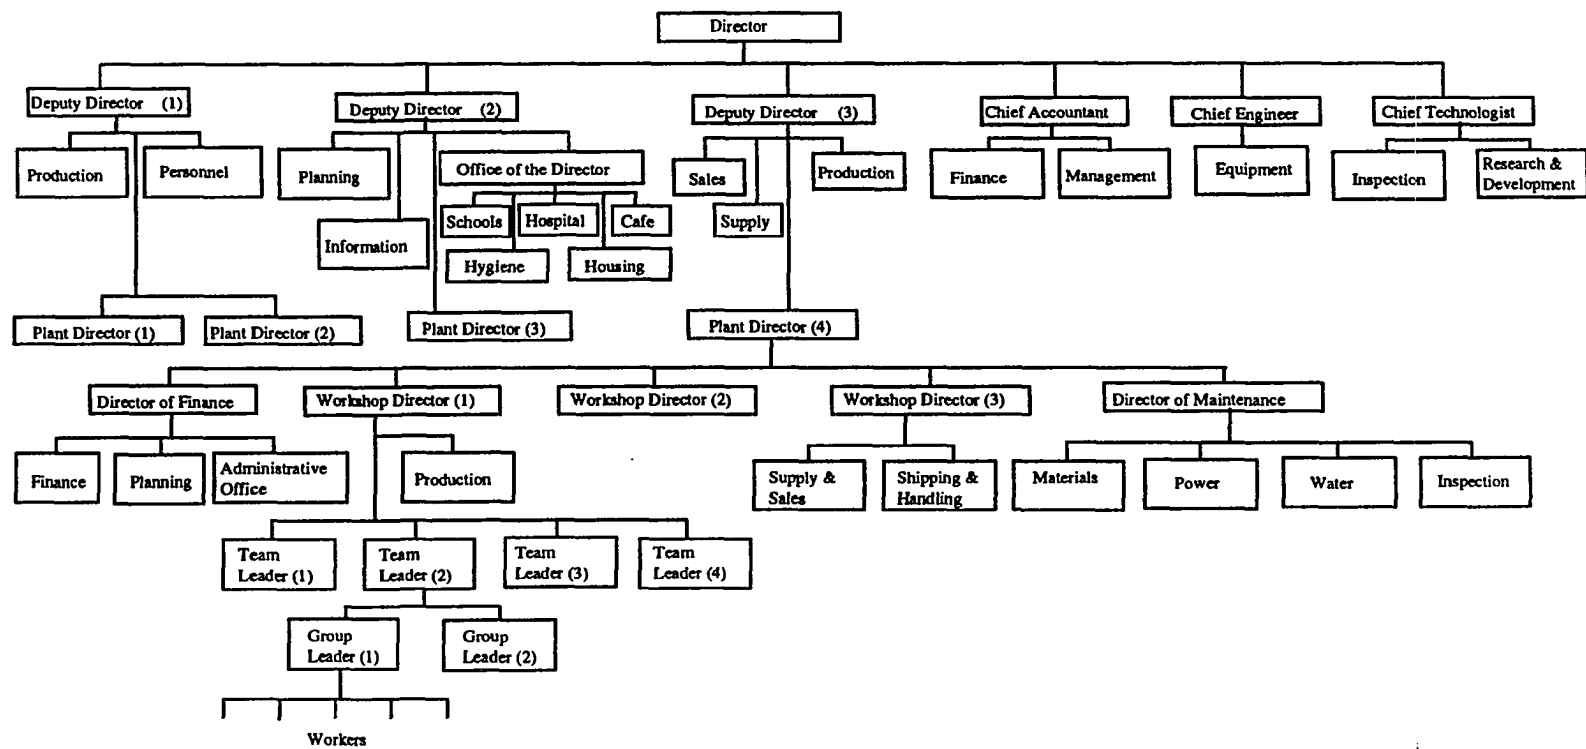 Director
Deputy Director (1)
Deputy Director (2)
Deputy Director (3)
Chief Accountant
Chief Engineer
Chief Technologist
Production
Personnel
Planning
Office of the Director
Sales
Production
Finance
Management
Equipment
Inspection
Research &
Development
Schools
Hospital
Cafe
Supply
Information
Hygiene
Housing
Plant Director (1)
Plant Director (2)
Plant Director (3)
Plant Director (4)
Director of Finance
Workshop Director (1)
Workshop Director (2)
Workshop Director (3)
Director of Maintenance
Finance
Planning
Administrative
Office
Production
Supply &
Sales
Shipping &
Handling
Materials
Power
Water
Inspection
Team
Leader (1)
Team
Leader (2)
Team
Leader (3)
Team
Leader (4)
Group
Leader (1)
Group
Leader (2)
Workers